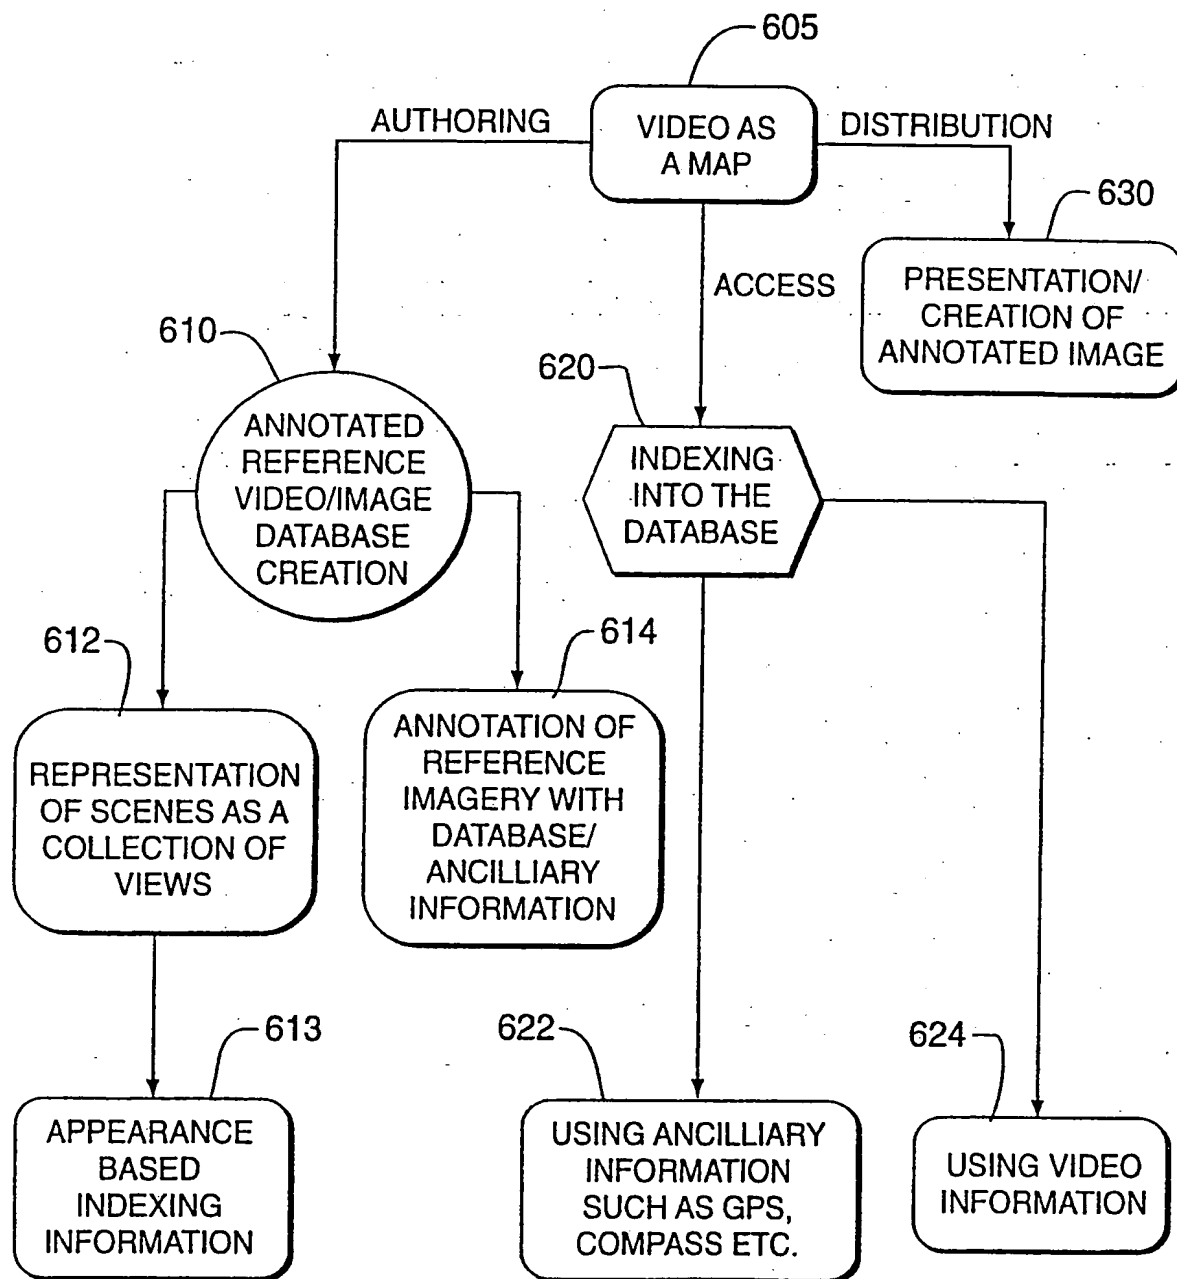 605
AUTHORING
VIDEO AS
A MAP
DISTRIBUTION
630
PRESENTATION/
CREATION OF
ANNOTATED IMAGE
ACCESS
610
ANNOTATED
REFERENCE
VIDEO/IMAGE
DATABASE
CREATION
620
INDEXING
INTO THE
DATABASE
612
REPRESENTATION
OF SCENES AS A
COLLECTION OF
VIEWS
614
ANNOTATION OF
REFERENCE
IMAGERY WITH
DATABASE/
ANCILLIARY
INFORMATION
613
APPEARANCE
BASED
INDEXING
INFORMATION
622
USING ANCILLIARY
INFORMATION
SUCH AS GPS,
COMPASS ETC.
624
USING VIDEO
INFORMATION